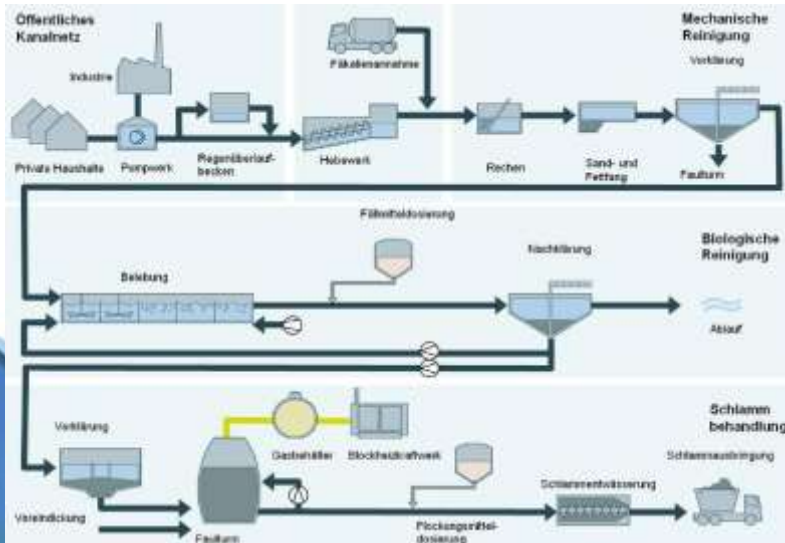 Öffentliches
Kanalnetz
Industrie
Private Haushalte
Pumpwerk
Regenüberlauf-
becken
Fäkalienannahme
Hebewerk
Mechanische
Reinigung
Vorklärung
Rechen
Sand- und
Fettfang
Faulturm
Fällmitteldosierung
Belebung
Nachklärung
Biologische
Reinigung
Ablauf
Vorklärung
Voreindickung
Faulturm
Gasbehälter
Blockheizkraftwerk
Flockungsmittel-
dosierung
Schlammentwässerung
Schlamm
behandlung
Schlammausbringung